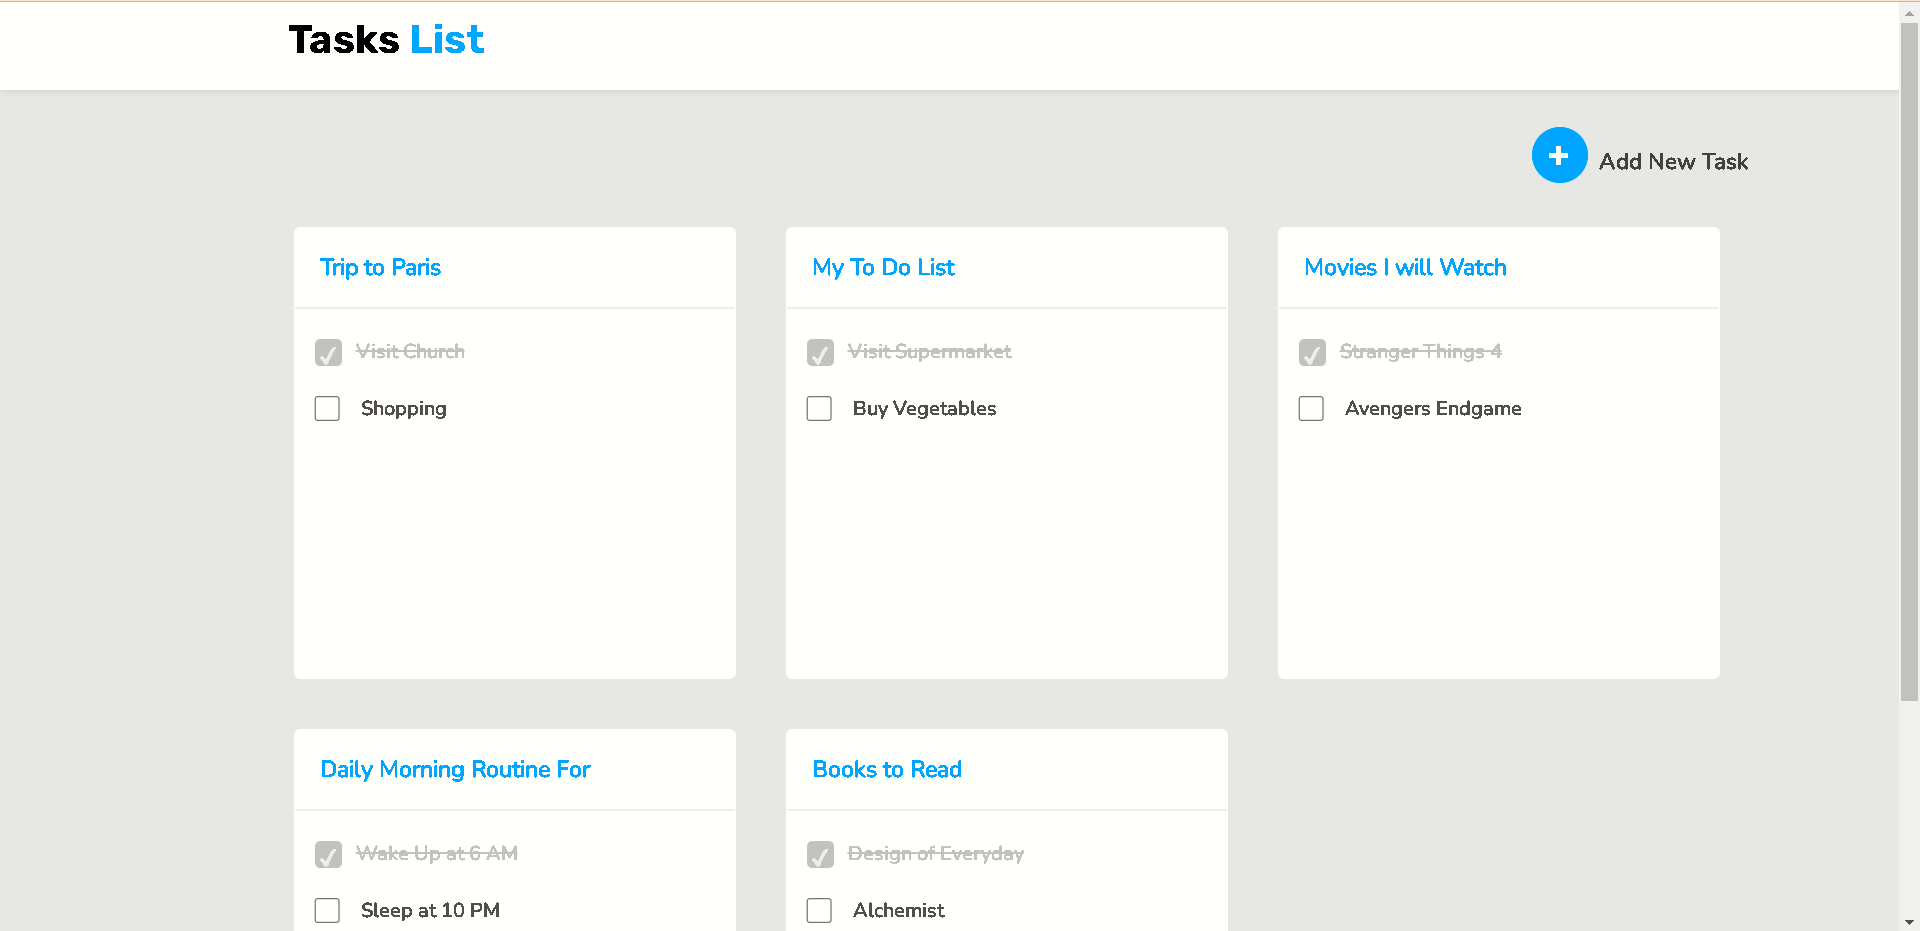 Tasks List
Add New Task
Trip to Paris
Visit Church
Shopping
My To Do List
Visit Supermarket
Buy Vegetables
Movies I will Watch
Stranger Things 4
Avengers Endgame
Daily Morning Routine For
Wake Up at 6 AM
Sleep at 10 PM
Books to Read
Design of Everyday
Alchemist